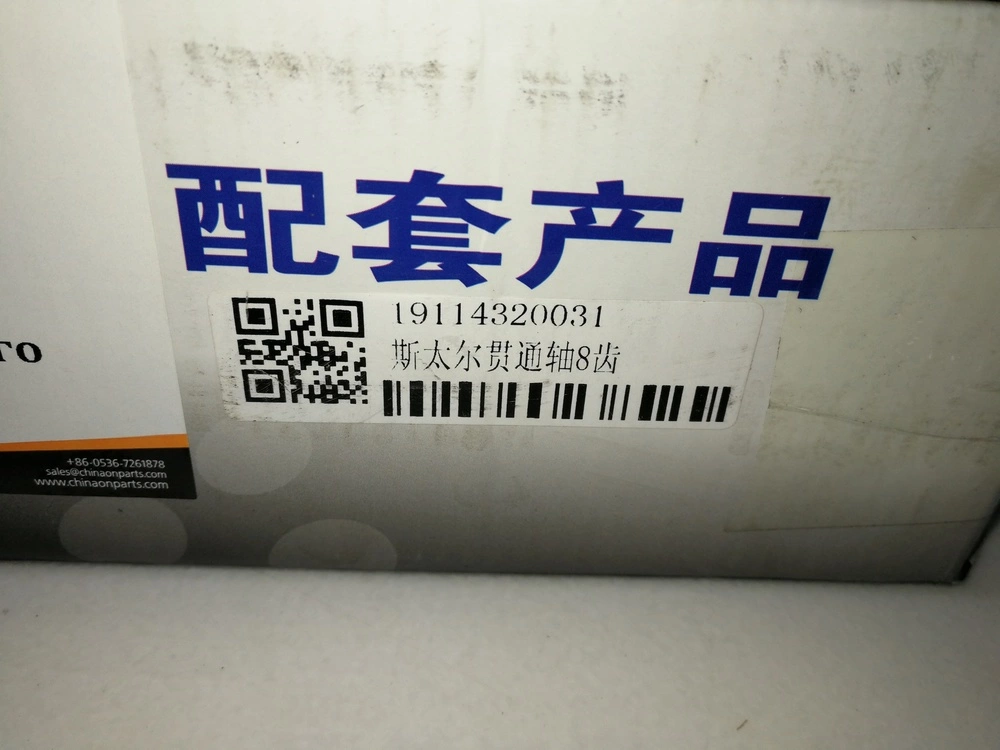 配套产品
19114320031
斯太尔贯通轴8齿
то
+86-0536-7261878
sales@chinaonparts.com
www.chinaonparts.com